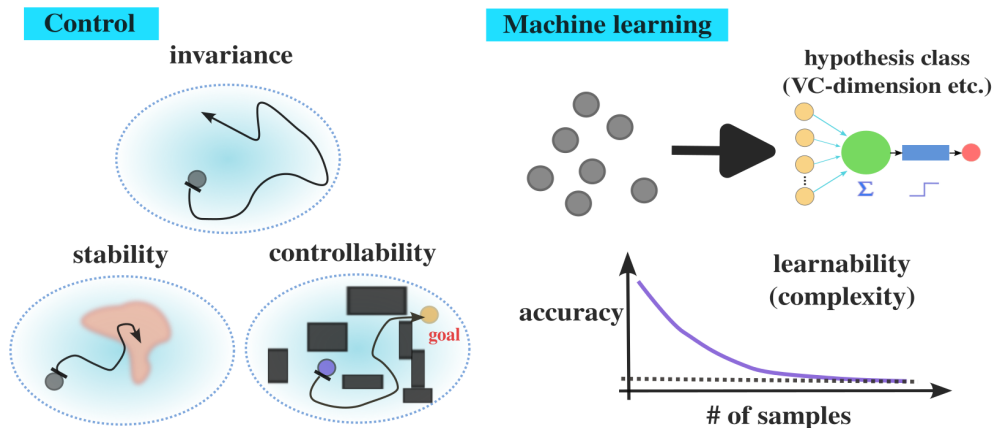 Control
invariance
stability
controllability
goal
Machine learning
hypothesis class
(VC-dimension etc.)
Σ
learnability
(complexity)
accuracy
# of samples